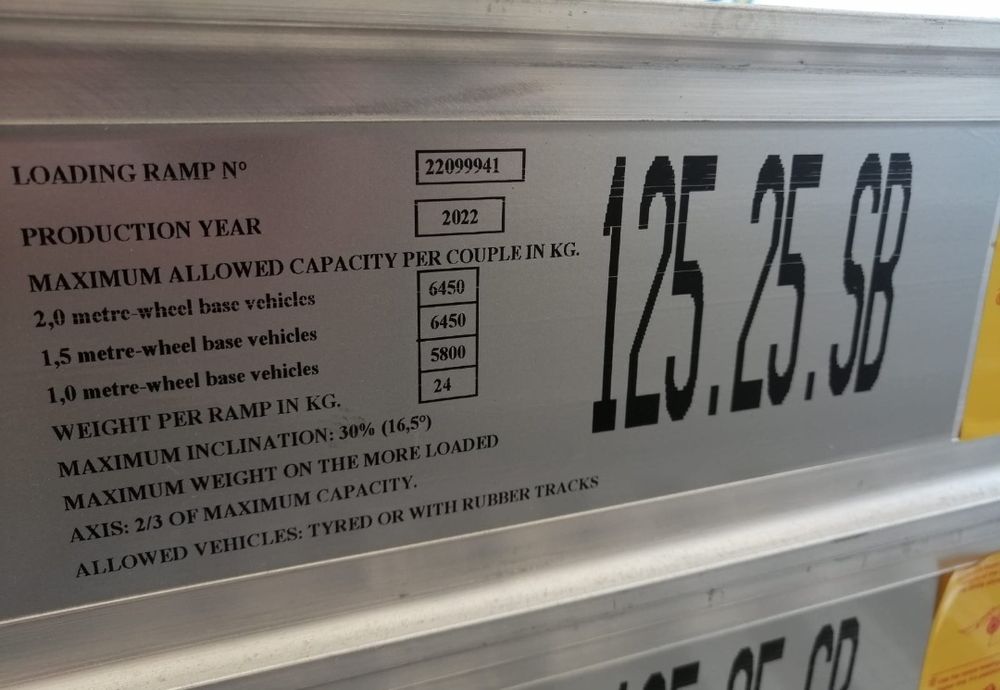 LOADING RAMP Nº 22099941
PRODUCTION YEAR 2022
MAXIMUM ALLOWED CAPACITY PER COUPLE IN KG.
2,0 metre-wheel base vehicles 6450
1,5 metre-wheel base vehicles 6450
1,0 metre-wheel base vehicles 5800
WEIGHT PER RAMP IN KG. 24
MAXIMUM INCLINATION: 30% (16,5º)
MAXIMUM WEIGHT ON THE MORE LOADED
AXIS: 2/3 OF MAXIMUM CAPACITY.
ALLOWED VEHICLES: TYRED OR WITH RUBBER TRACKS
125.25.SB